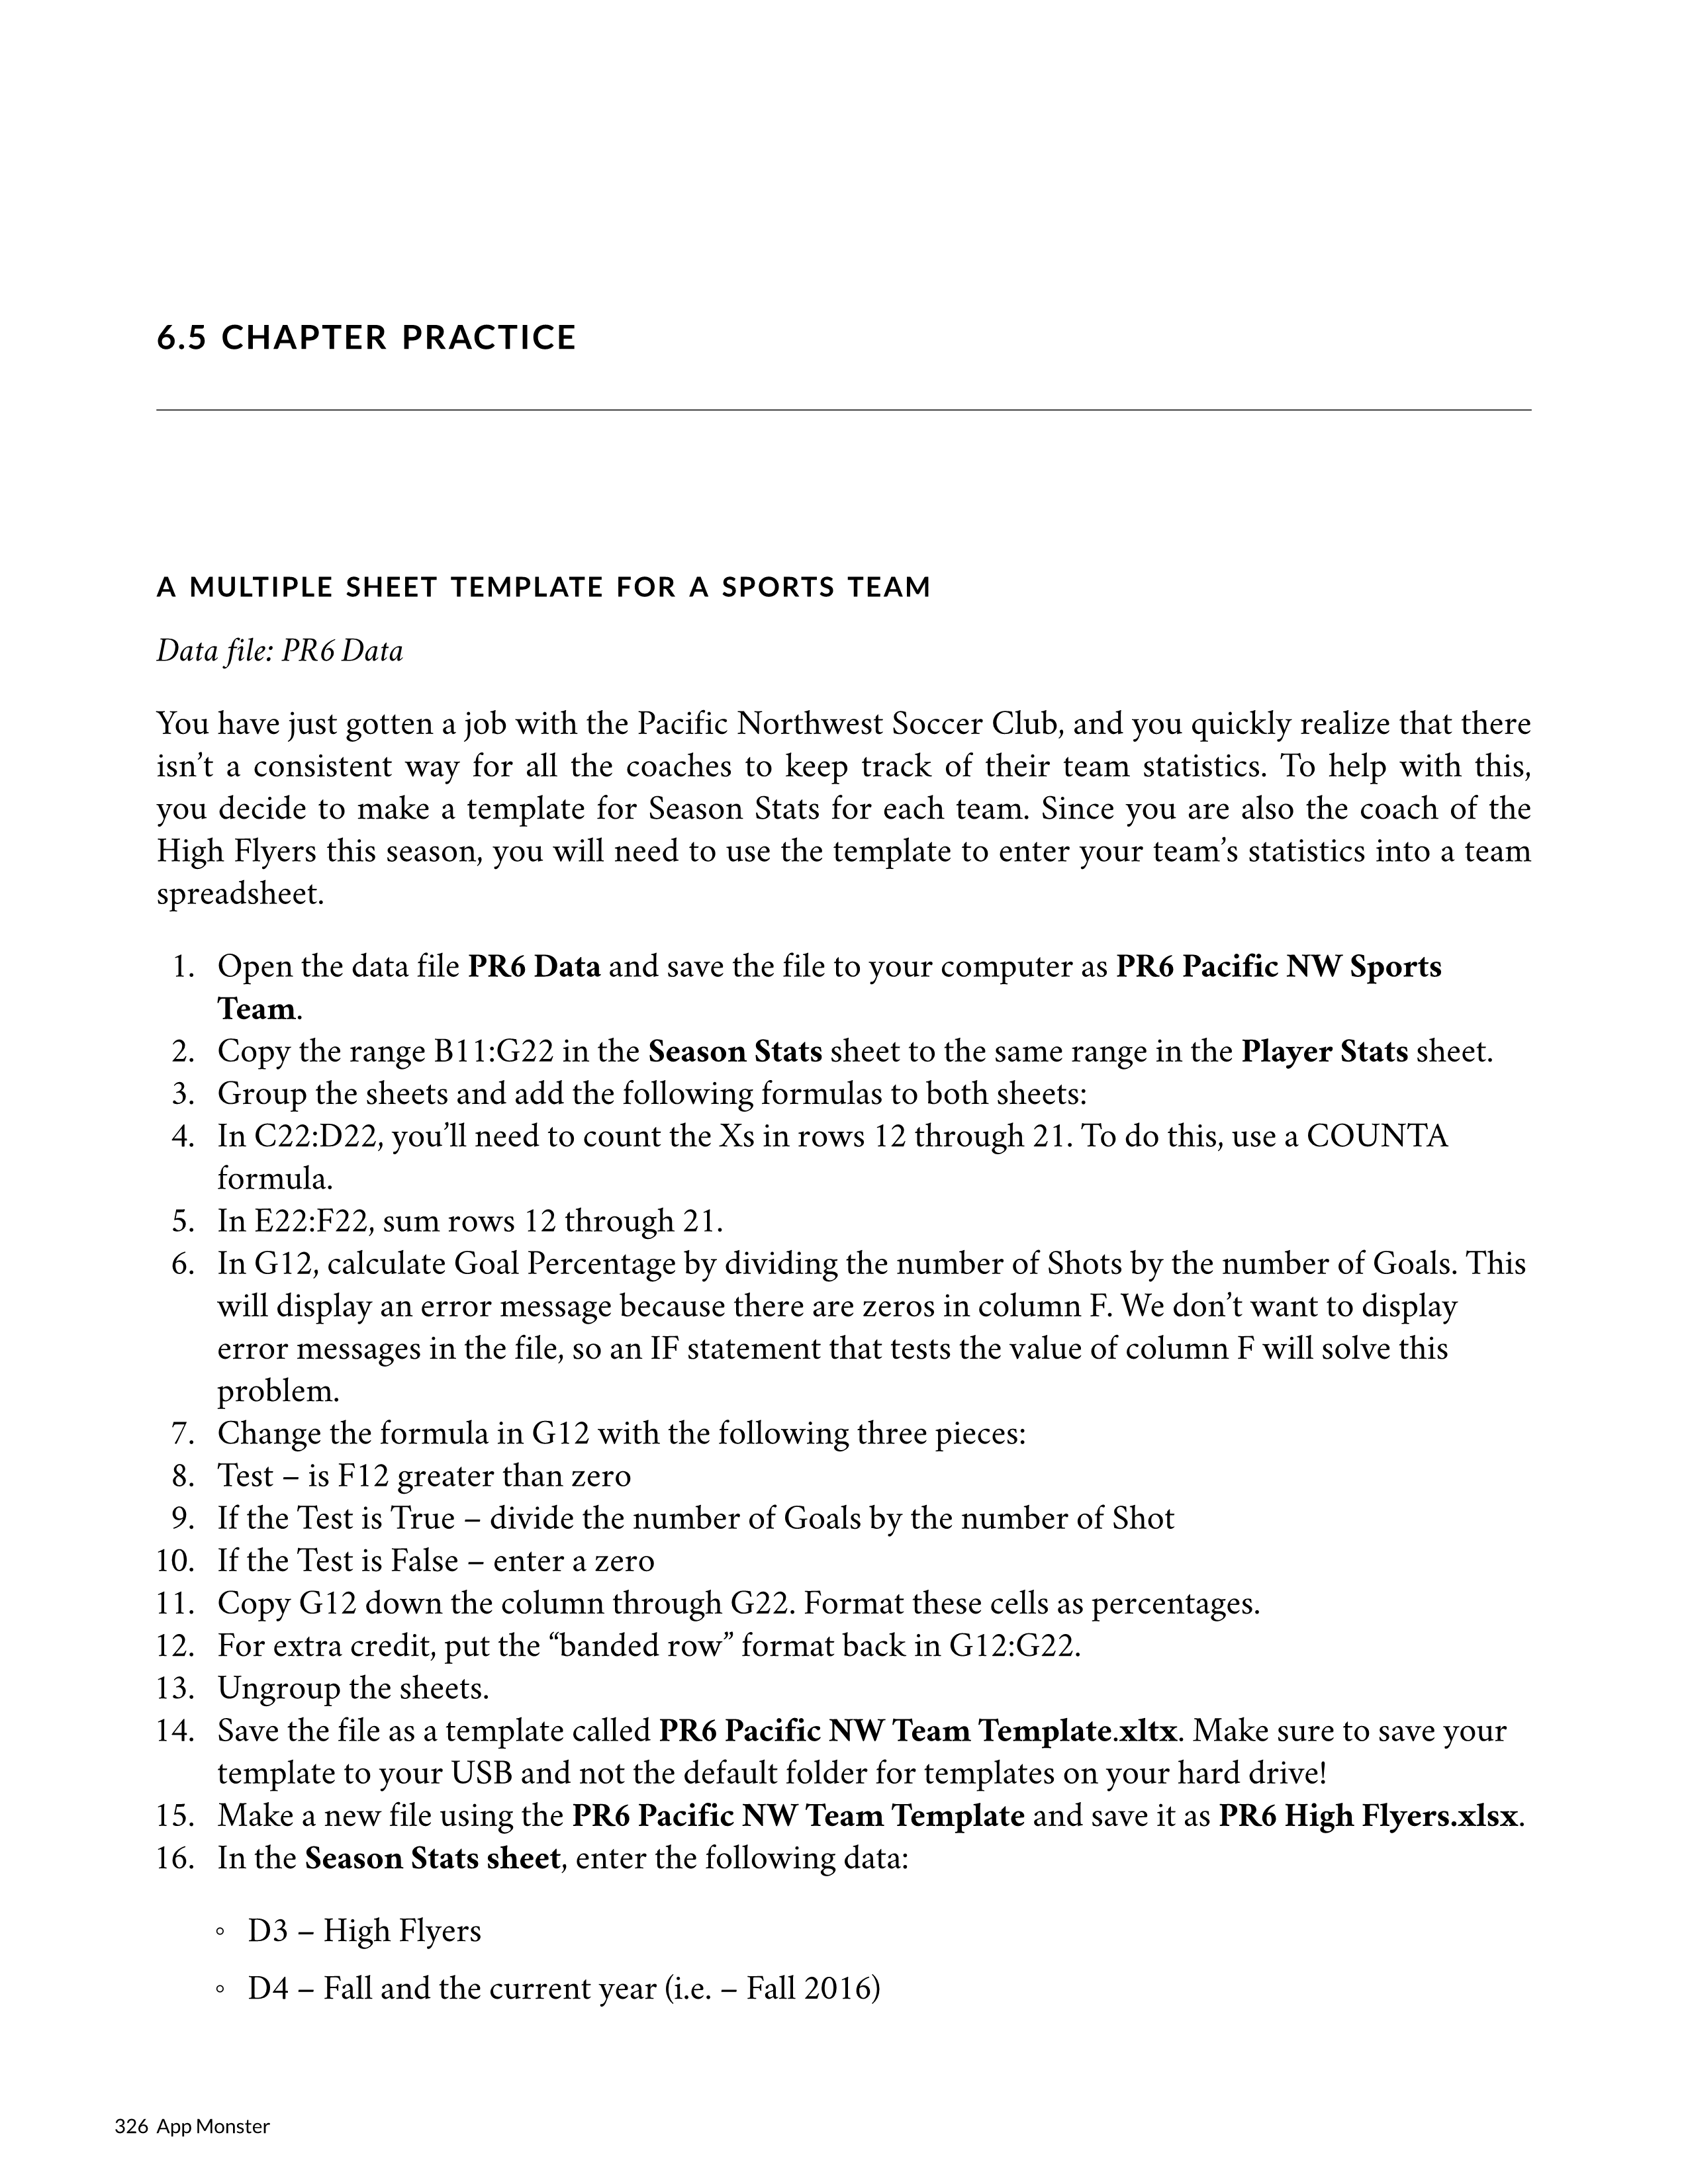 6.5 CHAPTER PRACTICE
A MULTIPLE SHEET TEMPLATE FOR A SPORTS TEAM
Data file: PR6 Data
You have just gotten a job with the Pacific Northwest Soccer Club, and you quickly realize that there
isn’t a consistent way for all the coaches to keep track of their team statistics. To help with this,
you decide to make a template for Season Stats for each team. Since you are also the coach of the
High Flyers this season, you will need to use the template to enter your team’s statistics into a team
spreadsheet.
1. Open the data file PR6 Data and save the file to your computer as PR6 Pacific NW Sports
Team.
2. Copy the range B11:G22 in the Season Stats sheet to the same range in the Player Stats sheet.
3. Group the sheets and add the following formulas to both sheets:
4. In C22:D22, you’ll need to count the Xs in rows 12 through 21. To do this, use a COUNTA
formula.
5. In E22:F22, sum rows 12 through 21.
6. In G12, calculate Goal Percentage by dividing the number of Shots by the number of Goals. This
will display an error message because there are zeros in column F. We don’t want to display
error messages in the file, so an IF statement that tests the value of column F will solve this
problem.
7. Change the formula in G12 with the following three pieces:
8. Test – is F12 greater than zero
9. If the Test is True – divide the number of Goals by the number of Shot
10. If the Test is False – enter a zero
11. Copy G12 down the column through G22. Format these cells as percentages.
12. For extra credit, put the “banded row” format back in G12:G22.
13. Ungroup the sheets.
14. Save the file as a template called PR6 Pacific NW Team Template.xltx. Make sure to save your
template to your USB and not the default folder for templates on your hard drive!
15. Make a new file using the PR6 Pacific NW Team Template and save it as PR6 High Flyers.xlsx.
16. In the Season Stats sheet, enter the following data:
◦ D3 – High Flyers
◦ D4 – Fall and the current year (i.e. – Fall 2016)
326 App Monster